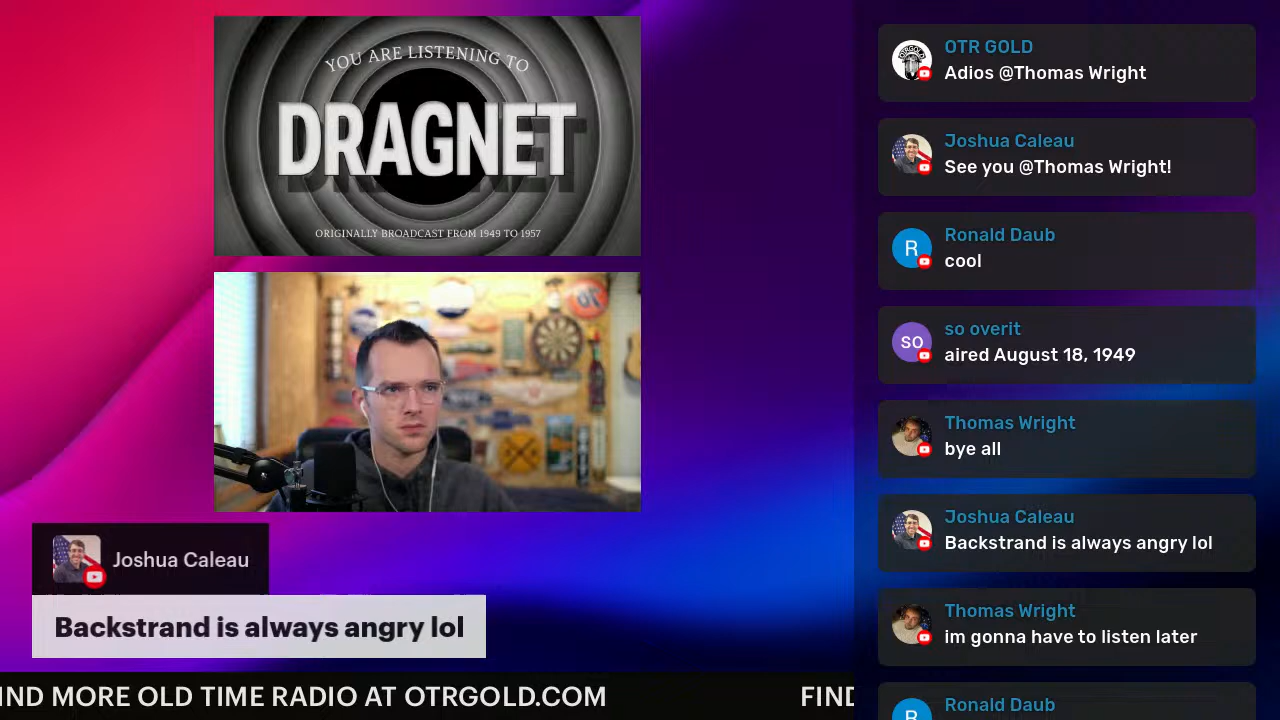 YOU ARE LISTENING TO
DRAGNET
ORIGINALLY BROADCAST FROM 1949 TO 1957
76
Joshua Caleau
Backstrand is always angry lol
IND MORE OLD TIME RADIO AT OTRGOLD.COM
FIND
OTR GOLD
Adios @Thomas Wright
Joshua Caleau
See you @Thomas Wright!
R
Ronald Daub
cool
SO
so overit
aired August 18, 1949
Thomas Wright
bye all
Joshua Caleau
Backstrand is always angry lol
Thomas Wright
im gonna have to listen later
R
Ronald Daub